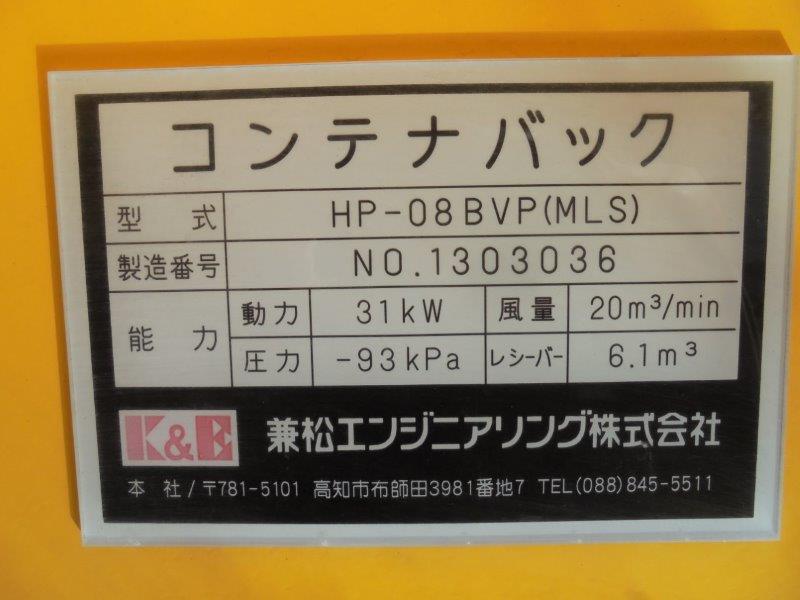 コンテナバック
型式 HP-08BVP(MLS)
製造番号 NO.1303036
能力 動力 31kW 風量 20m³/min
圧力 -93kPa レシーバー 6.1m³
K&E 兼松エンジニアリング株式会社
本社/〒781-5101 高知市布師田3981番地7 TEL(088)845-5511